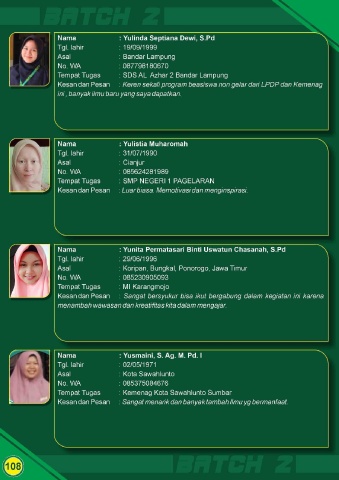 BATCH 2
Nama : Yulinda Septiana Dewi, S.Pd
Tgl. lahir : 19/09/1999
Asal : Bandar Lampung
No. WA : 087798180670
Tempat Tugas : SDS AL Azhar 2 Bandar Lampung
Kesan dan Pesan : Keren sekali program beasiswa non gelar dari LPDP dan Kemenag
ini, banyak ilmu baru yang saya dapatkan.
Nama : Yulistia Muharomah
Tgl. lahir : 31/07/1990
Asal : Cianjur
No. WA : 085624281989
Tempat Tugas : SMP NEGERI 1 PAGELARAN
Kesan dan Pesan : Luar biasa. Memotivasi dan menginspirasi.
Nama : Yunita Permatasari Binti Uswatun Chasanah, S.Pd
Tgl. lahir : 29/06/1996
Asal : Koripan, Bungkal, Ponorogo, Jawa Timur
No. WA : 085230905093
Tempat Tugas : MI Karangmojo
Kesan dan Pesan : Sangat bersyukur bisa ikut bergabung dalam kegiatan ini karena
menambah wawasan dan kreatifitas kita dalam mengajar.
Nama : Yusmaini, S. Ag. M. Pd. I
Tgl. lahir : 02/05/1971
Asal : Kota Sawahlunto
No. WA : 085375084676
Tempat Tugas : Kemenag Kota Sawahlunto Sumbar
Kesan dan Pesan : Sangat menarik dan banyak tambah ilmu yg bermanfaat.
108
BATCH 2